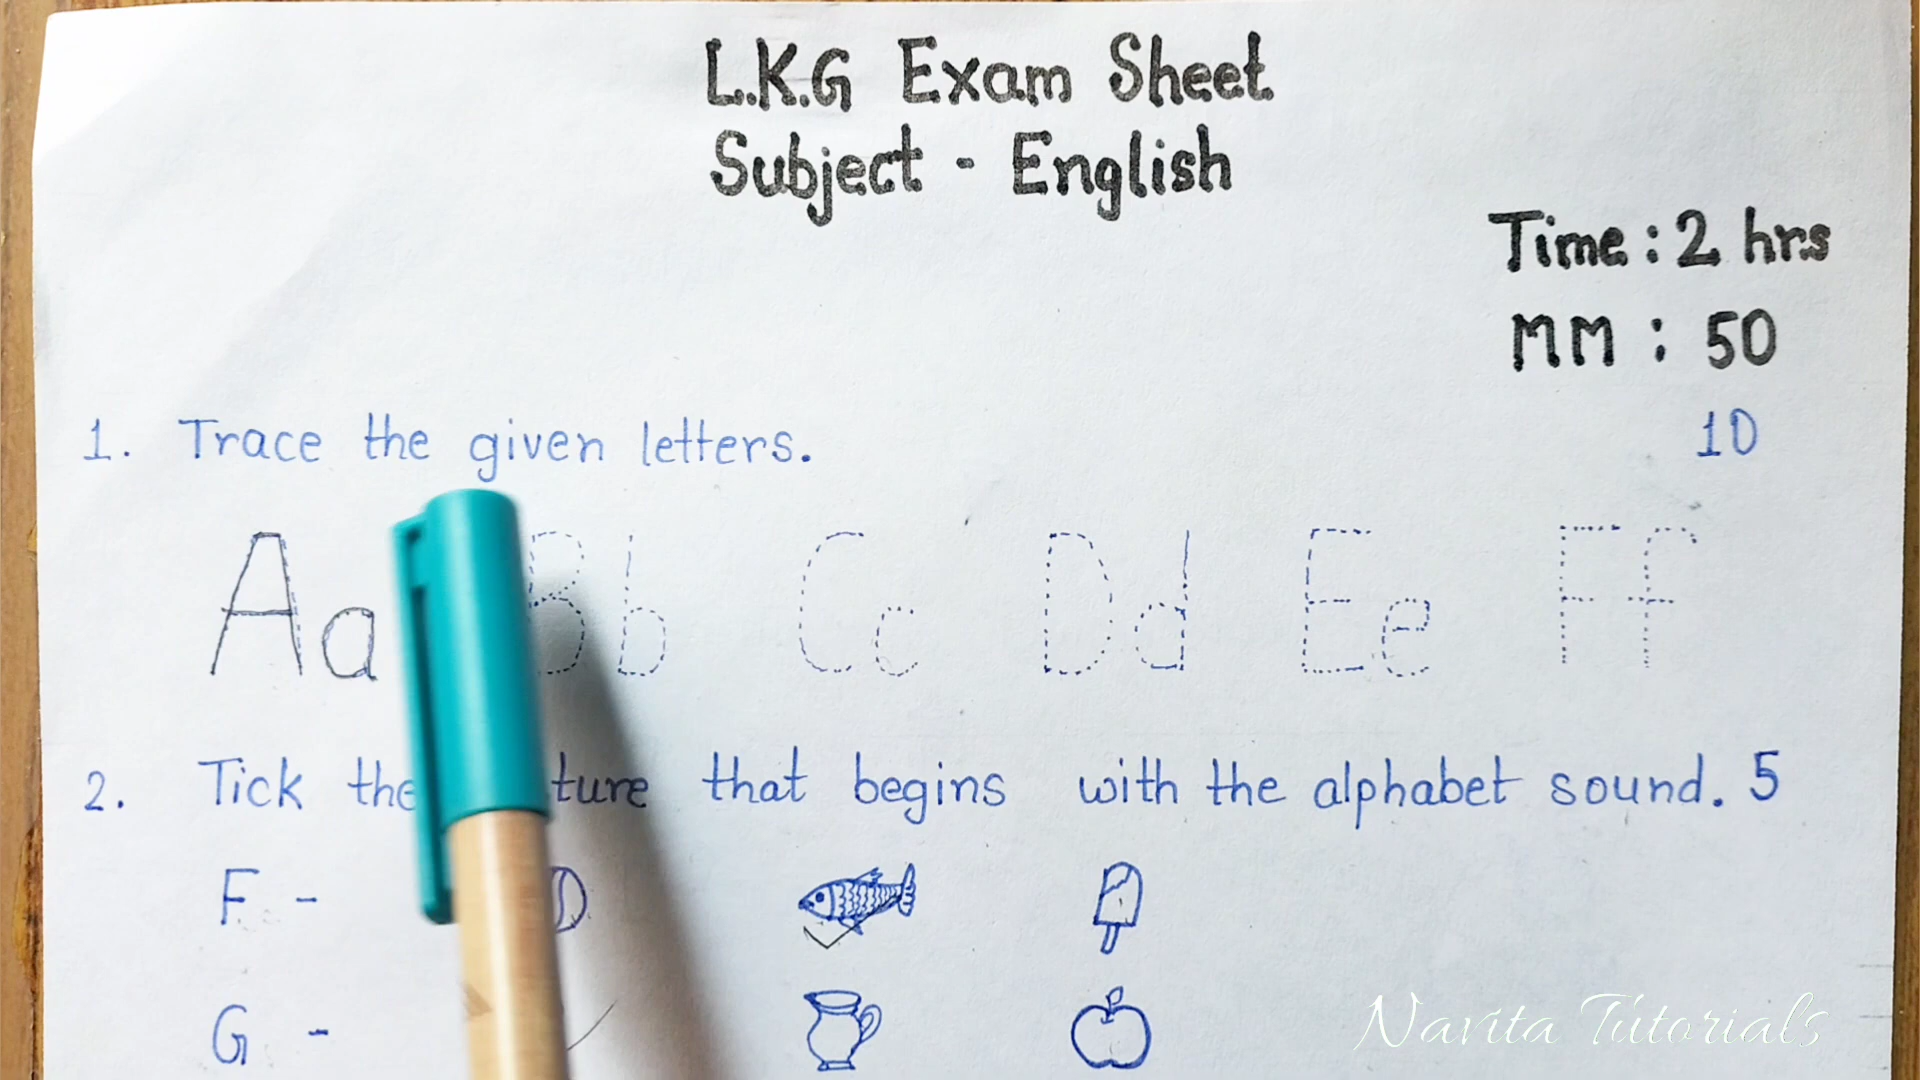 L.K.G Exam Sheet
Subject - English
Time : 2 hrs
MM : 50
1. Trace the given letters. 10
Aa Bb Cc Dd Ee Ff
2. Tick the that begins with the alphabet sound. 5
F -
G -
Navita Tutorials